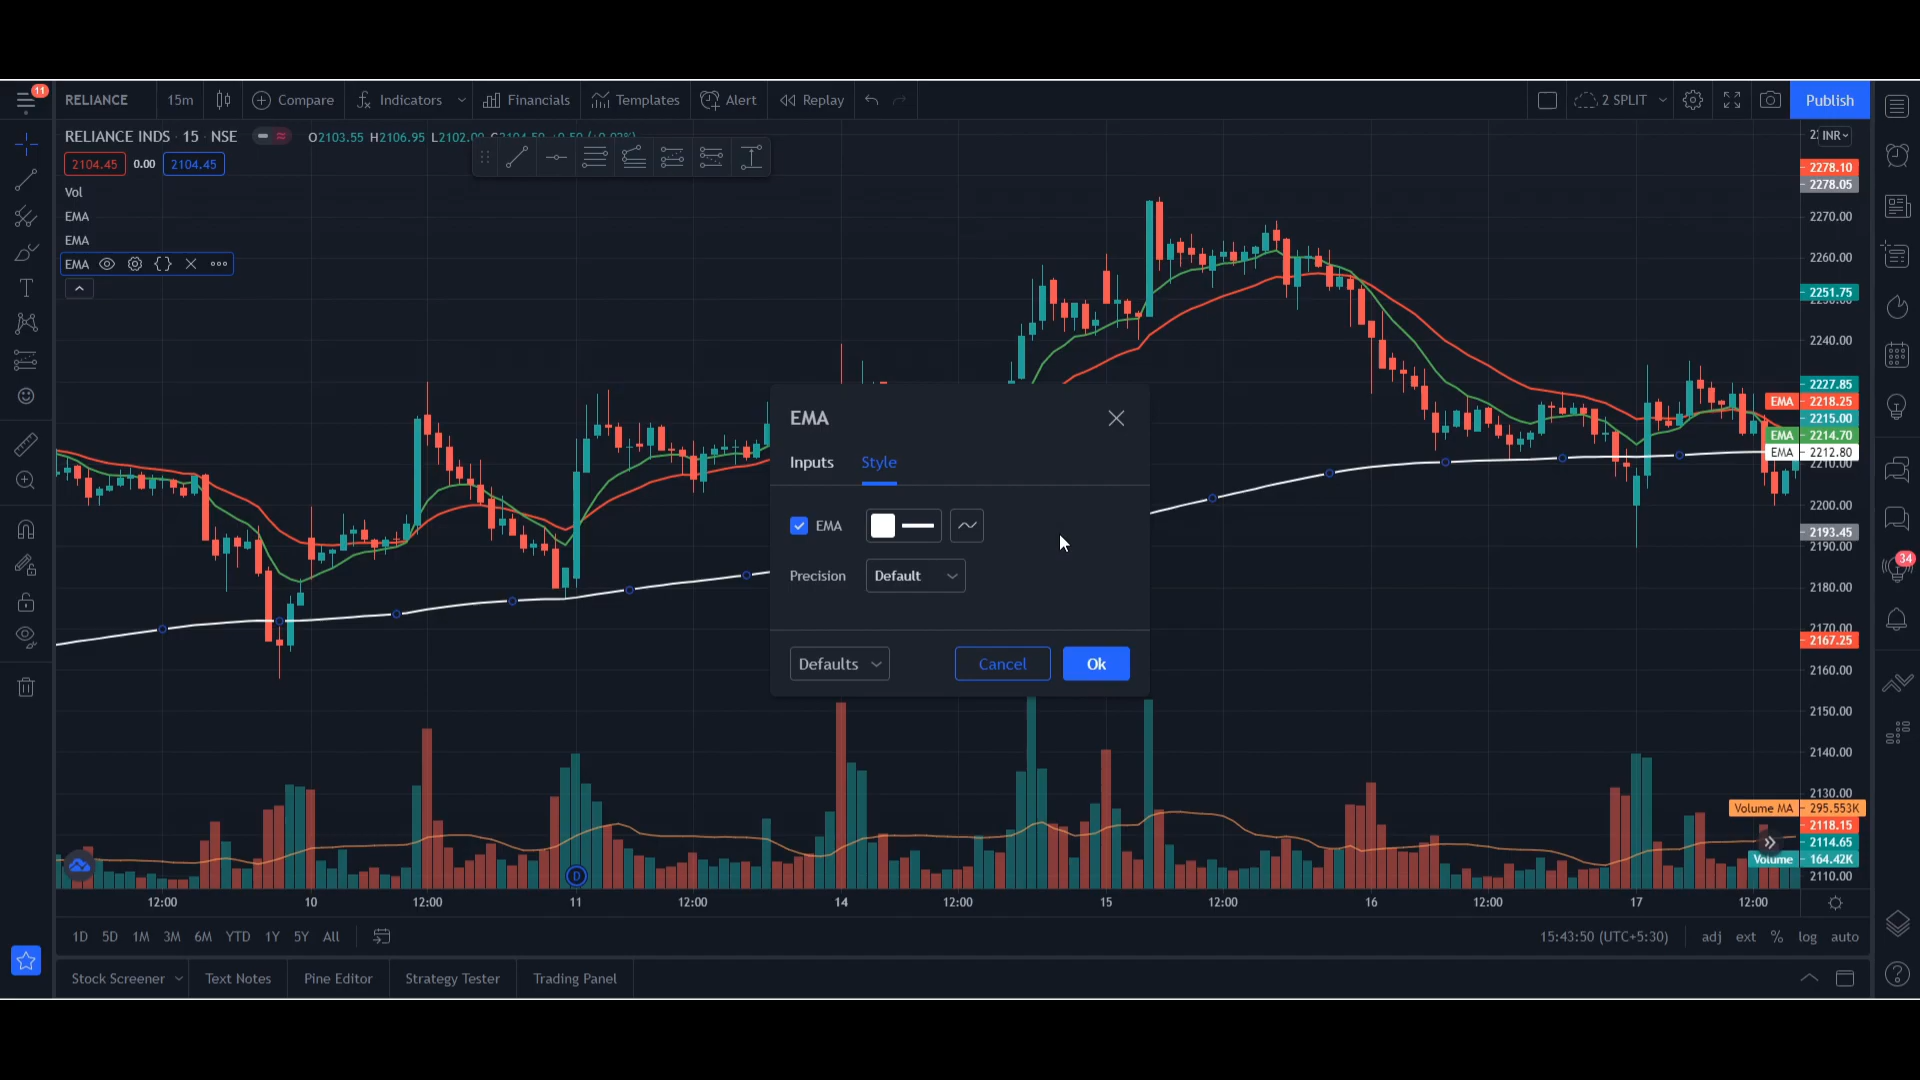 11
RELIANCE 15m Compare Indicators Financials Templates Alert Replay 2 SPLIT Publish
RELIANCE INDS · 15 · NSE O2103.55 H2106.95 L2102.00
INR
2104.45 0.00 2104.45
Vol
EMA
EMA
EMA
2278.10
2278.05
2270.00
2260.00
2251.75
2240.00
2227.85
EMA 2218.25
2215.00
EMA 2214.70
EMA 2212.80
2210.00
2200.00
2193.45
2190.00
2180.00
2170.00
2167.25
2160.00
2150.00
2140.00
2130.00
Volume MA 295.553K
2118.15
2114.65
Volume 164.42K
2110.00
34
EMA
Inputs Style
EMA
Precision Default
Defaults Cancel Ok
D
12:00 10 12:00 11 12:00 14 12:00 15 12:00 16 12:00 17 12:00
1D 5D 1M 3M 6M YTD 1Y 5Y All 15:43:50 (UTC+5:30) adj ext % log auto
Stock Screener Text Notes Pine Editor Strategy Tester Trading Panel